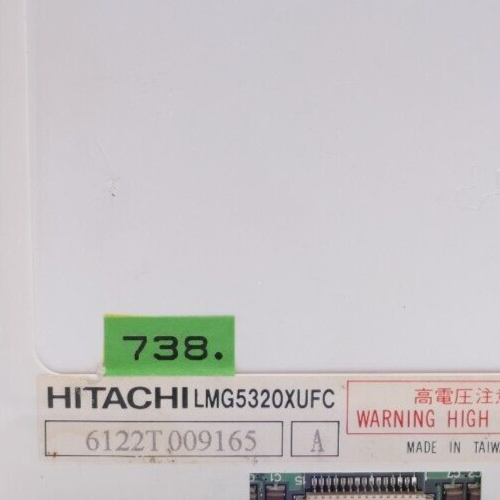 738.
HITACHI LMG5320XUFC
高電圧注
WARNING HIGH
6122T 009165 A
MADE IN TAIW